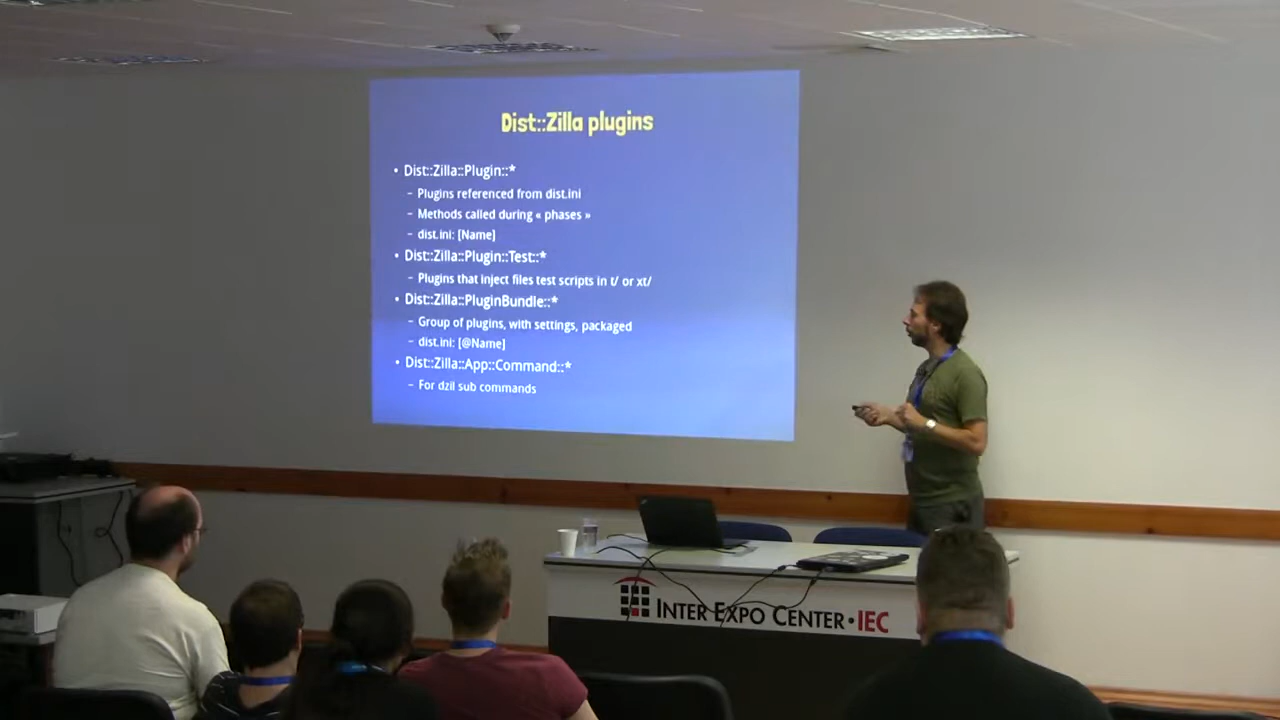 Dist::Zilla plugins
• Dist::Zilla::Plugin::*
– Plugins referenced from dist.ini
– Methods called during « phases »
– dist.ini: [Name]
• Dist::Zilla::Plugin::Test::*
– Plugins that inject files test scripts in t/ or xt/
• Dist::Zilla::PluginBundle::*
– Group of plugins, with settings, packaged
– dist.ini: [@Name]
• Dist::Zilla::App::Command::*
– For dzil sub commands
INTER EXPO CENTER • IEC